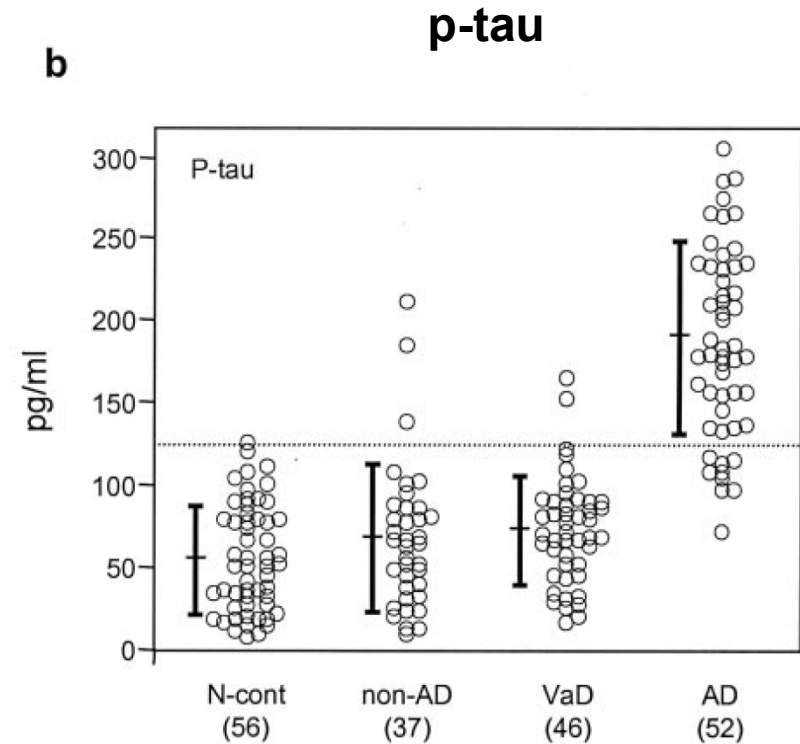 p-tau
b
P-tau
pg/ml
300
250
200
150
100
50
0
N-cont non-AD VaD AD
(56) (37) (46) (52)